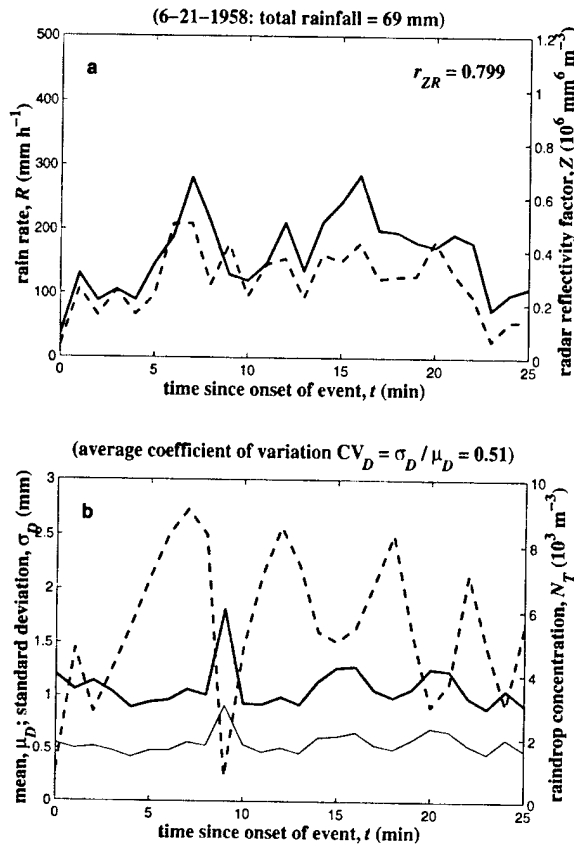 (6-21-1958: total rainfall = 69 mm)
a
r_ZR = 0.799
500
400
300
200
100
0
rain rate, R (mm h⁻¹)
1.2
1
0.8
0.6
0.4
0.2
0
radar reflectivity factor, Z (10⁶ mm⁶ m⁻³)
0 5 10 15 20 25
time since onset of event, t (min)
(average coefficient of variation CV_D = σ_D / μ_D = 0.51)
b
3
2.5
2
1.5
1
0.5
0
mean, μ_D; standard deviation, σ_D (mm)
10
8
6
4
2
0
raindrop concentration, N_T (10³ m⁻³)
0 5 10 15 20 25
time since onset of event, t (min)